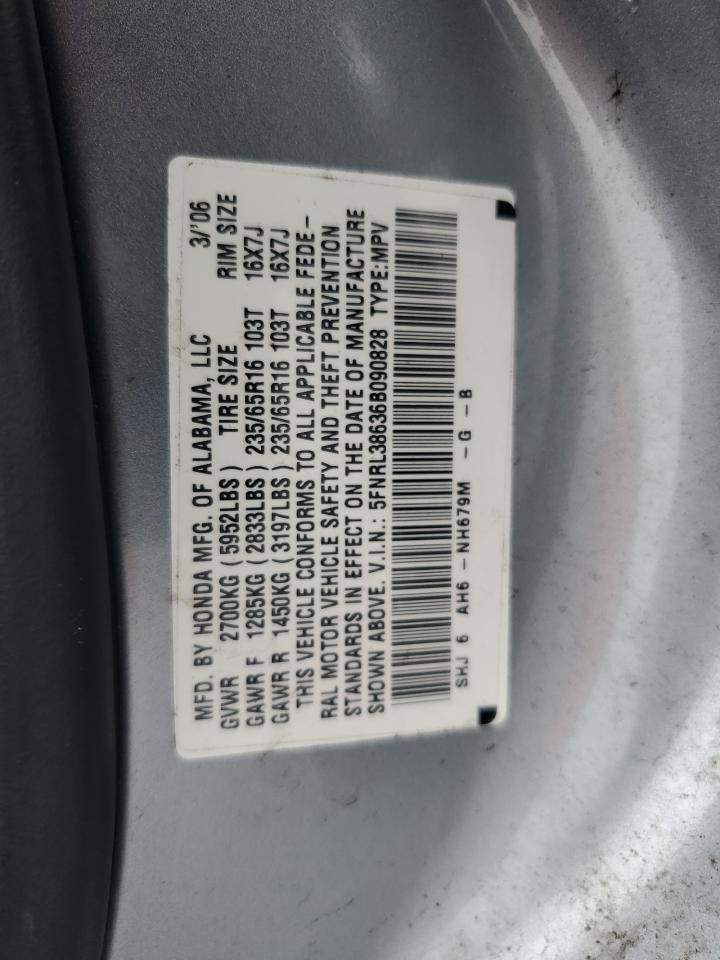 MFD. BY HONDA MFG. OF ALABAMA, LLC 3/'06
GVWR 2700KG (5952LBS) TIRE SIZE RIM SIZE
GAWR F 1285KG (2833LBS) 235/65R16 103T 16X7J
GAWR R 1450KG (3197LBS) 235/65R16 103T 16X7J
THIS VEHICLE CONFORMS TO ALL APPLICABLE FEDE-
RAL MOTOR VEHICLE SAFETY AND THEFT PREVENTION
STANDARDS IN EFFECT ON THE DATE OF MANUFACTURE
SHOWN ABOVE. V.I.N.: 5FNRL38636B090828 TYPE:MPV
SHJ 6 AH6 -NH679M -G -B